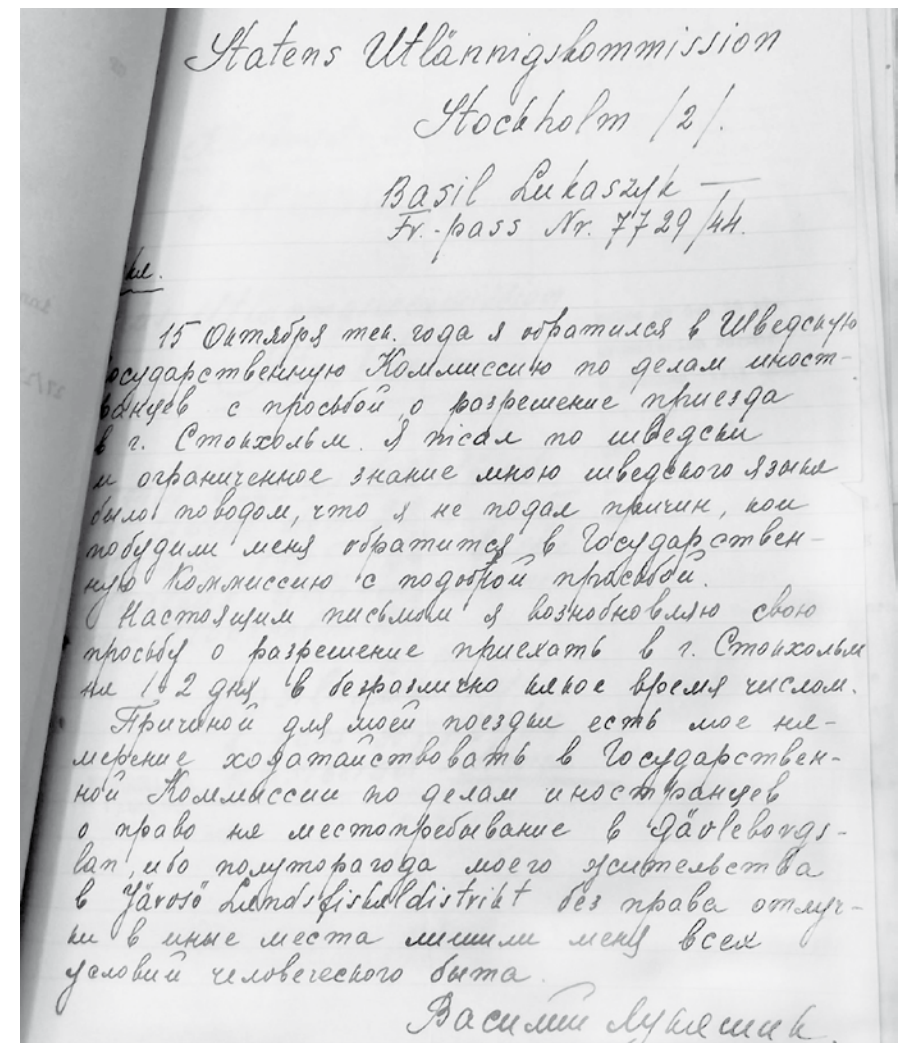 Statens Utlännigskommission
Stockholm /2/.
Basil Lukaszyk —
Fr.-pass Nr. 7729/44.
15 Октября тек. года я обратился в Шведскую
государственную Коммиссию по делам иност-
ранцев с просьбой о разрешение приезда
в г. Стокхольм. Я пісал по шведски
и ограниченное знание мною шведского языка
было поводом, что я не подал причин, кои
побудили меня обратится в Государствен-
ную Коммиссию с подобной просьбой.
Настоящим письмом я вознобновляю свою
просьбу о разрешение приехать в г. Стокхольм
на 1-2 дня в безразлично какое время числом.
Причиной для моей поездки есть мое на-
мерение ходатайствовать в Государствен-
ной Коммиссии по делам иностранцев
о право на местопребывание в Gävleborgs-
län, ибо полуторагода моего жительства
в Järvsö Landsfiskaldistrikt без права отлуч-
ки в иные места лишили меня всех
условий человеческого быта.
Василий Лукашик.